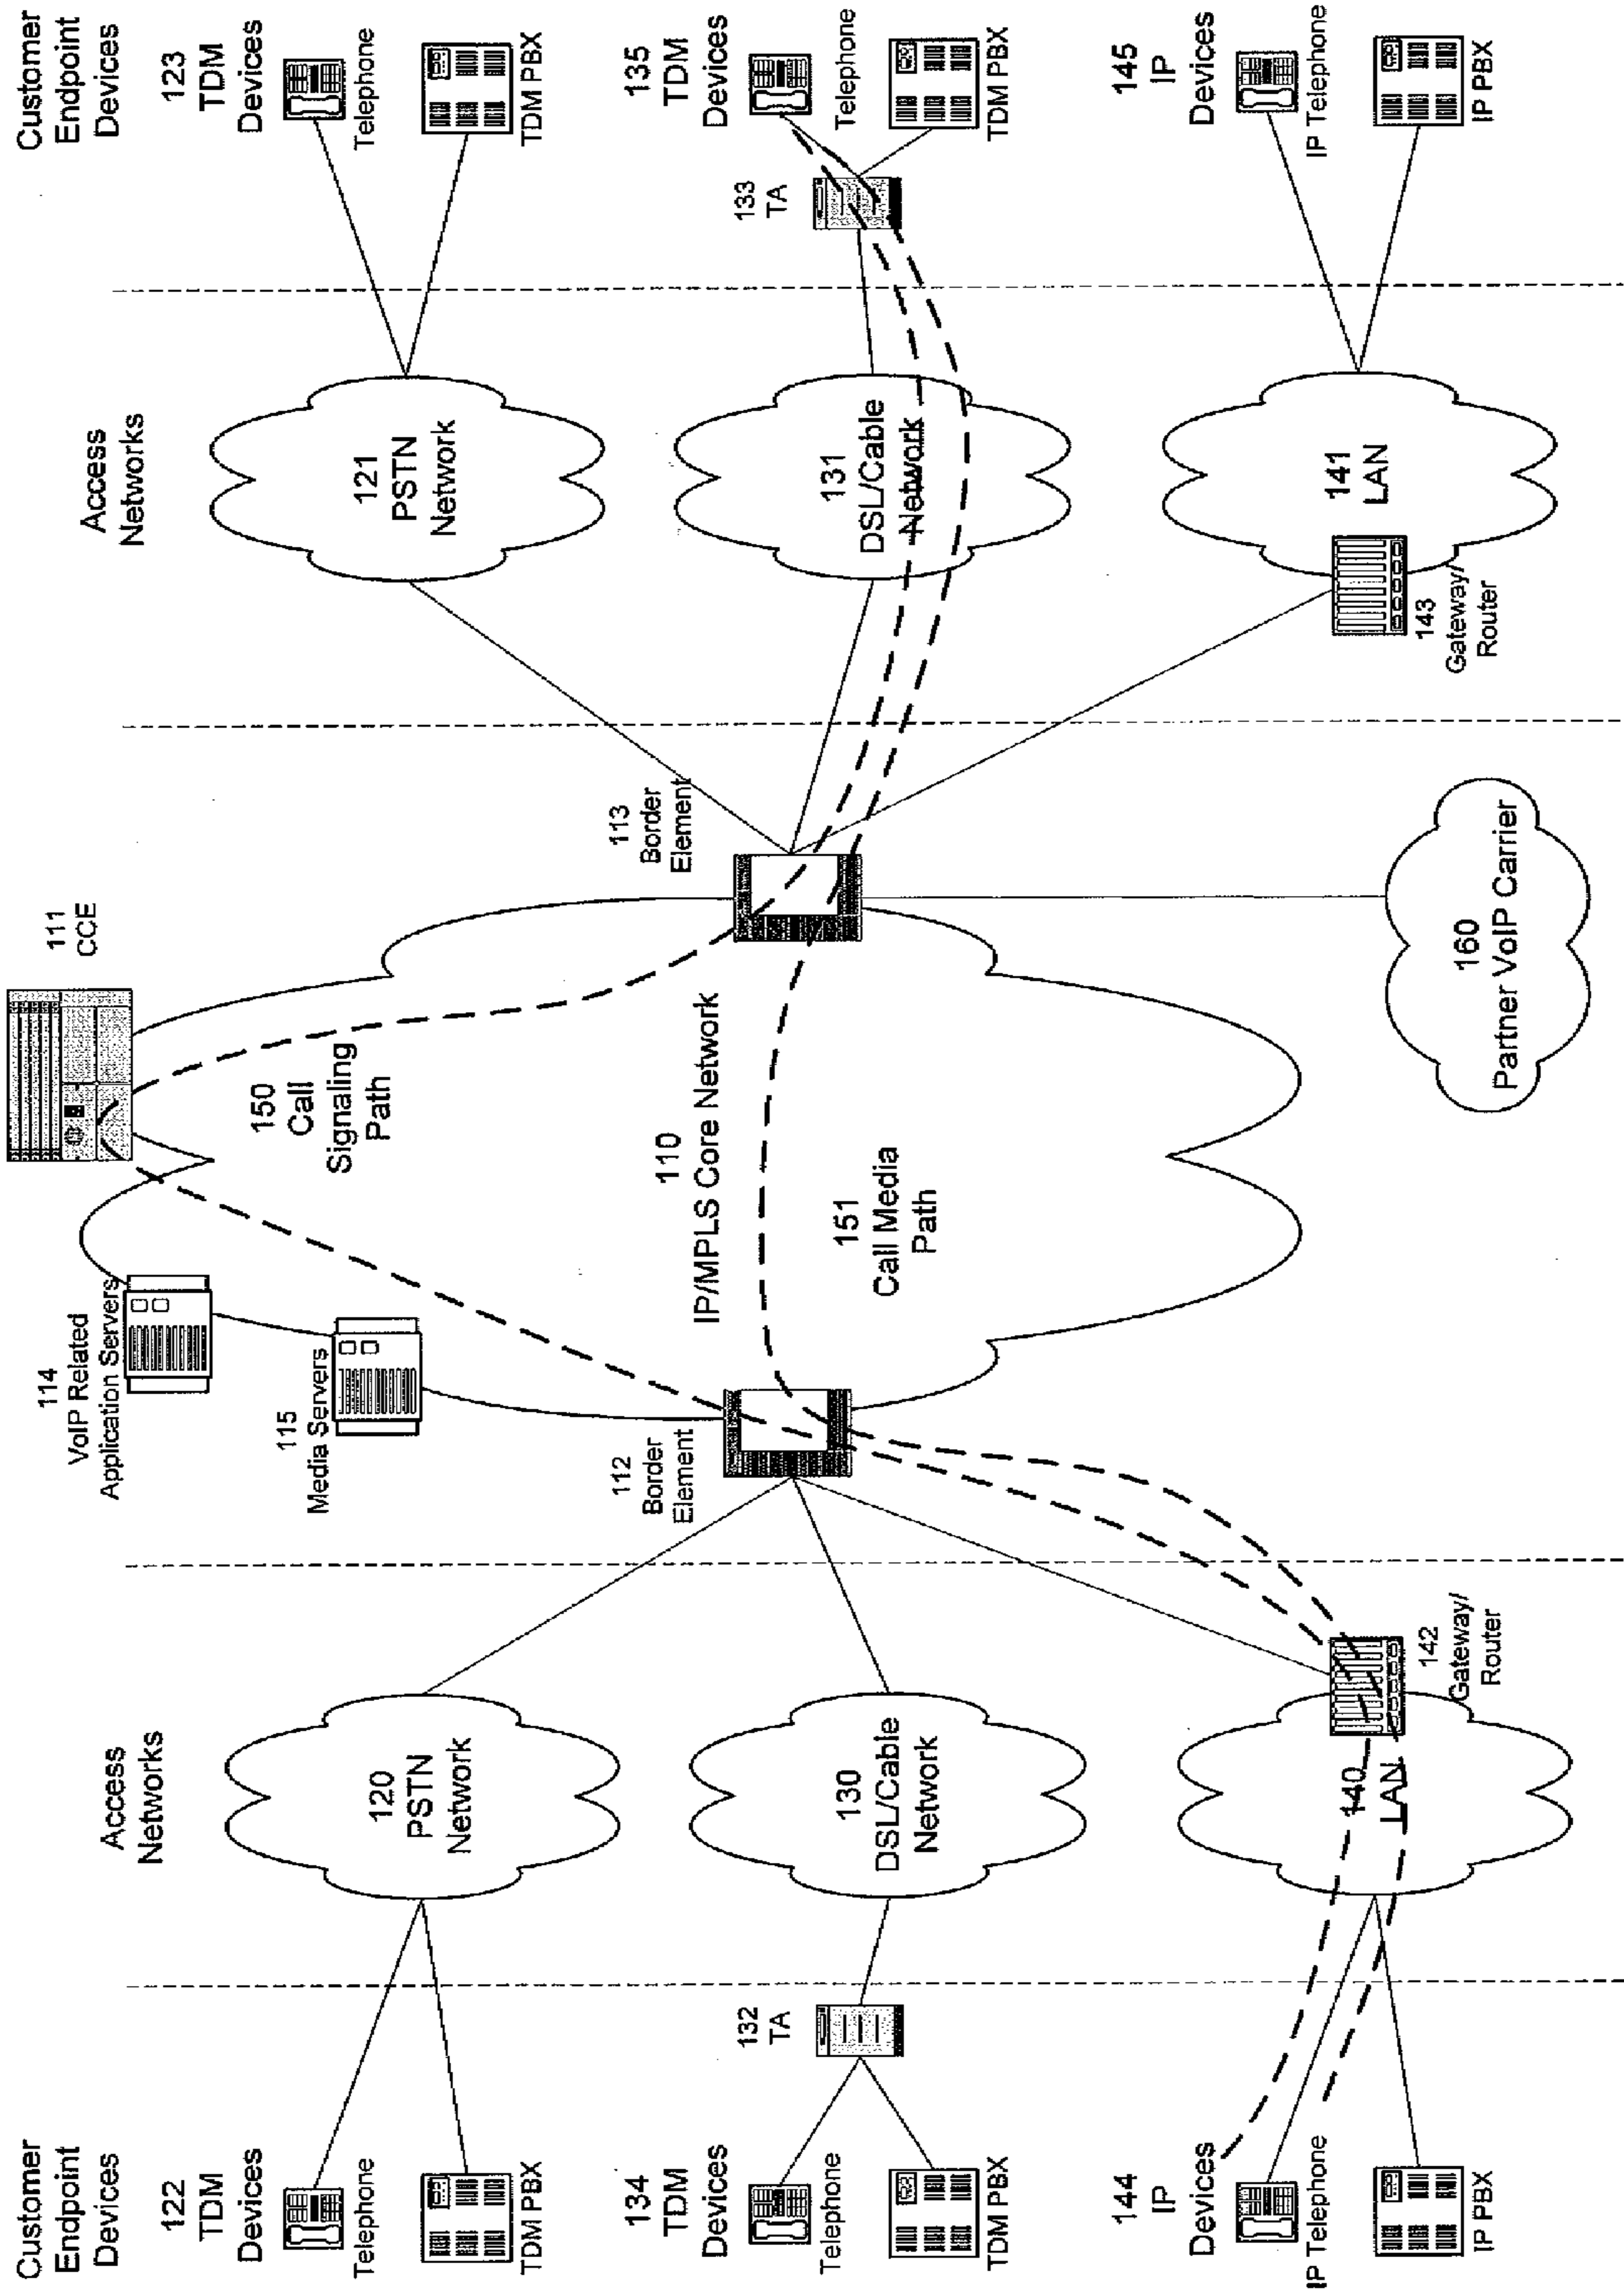 Customer
Endpoint
Devices
122
TDM
Devices
Telephone
TDM PBX
134
TDM
Devices
Telephone
TDM PBX
144
IP
Devices
IP Telephone
IP PBX
132
TA
Access
Networks
120
PSTN
Network
130
DSL/Cable
Network
140
LAN
142
Gateway/
Router
114
VoIP Related
Application Servers
115
Media Servers
112
Border
Element
111
CCE
150
Call
Signaling
Path
110
IP/MPLS Core Network
151
Call Media
Path
113
Border
Element
160
Partner VoIP Carrier
Access
Networks
121
PSTN
Network
131
DSL/Cable
Network
141
LAN
143
Gateway/
Router
133
TA
Customer
Endpoint
Devices
123
TDM
Devices
Telephone
TDM PBX
135
TDM
Devices
Telephone
TDM PBX
145
IP
Devices
IP Telephone
IP PBX